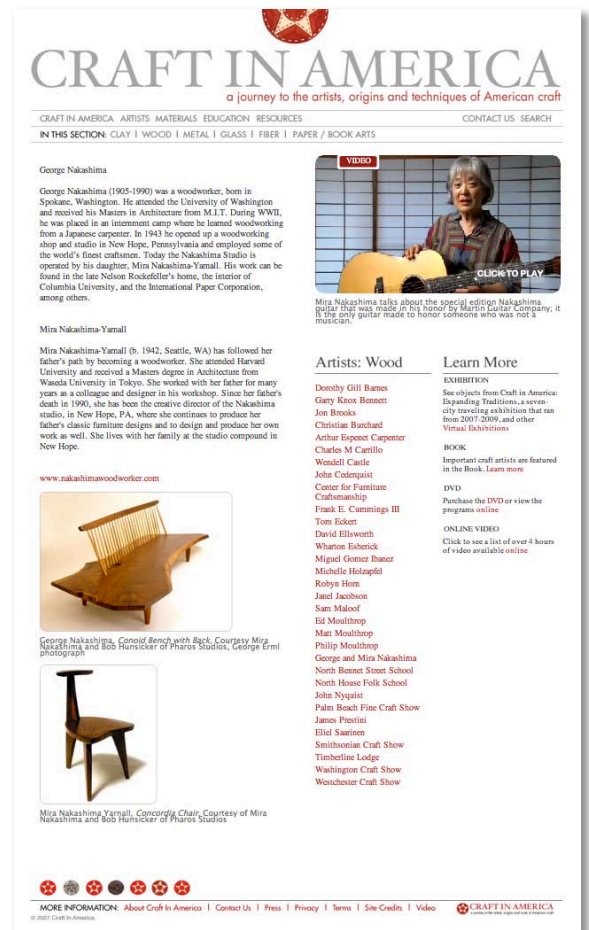 CRAFT IN AMERICA
a journey to the artists, origins and techniques of American craft
CRAFT IN AMERICA ARTISTS MATERIALS EDUCATION RESOURCES
CONTACT US SEARCH
IN THIS SECTION: CLAY | WOOD | METAL | GLASS | FIBER | PAPER / BOOK ARTS
George Nakashima
George Nakashima (1905-1990) was a woodworker, born in
Spokane, Washington. He attended the University of Washington
and received his Masters in Architecture from M.I.T. During WWII,
he was placed in an internment camp where he learned woodworking
from a Japanese carpenter. In 1943 he opened up a woodworking
shop and studio in New Hope, Pennsylvania and employed some of
the world's finest craftsmen. Today the Nakashima Studio is
operated by his daughter, Mira Nakashima-Yarnall. His work can be
found in the late Nelson Rockefeller's home, the interior of
Columbia University, and the International Paper Corporation,
among others.
Mira Nakashima-Yarnall
Mira Nakashima-Yarnall (b. 1942, Seattle, WA) has followed her
father's path by becoming a woodworker. She attended Harvard
University and received a Masters degree in Architecture from
Waseda University in Tokyo. She worked with her father for many
years as a colleague and designer in his workshop. Since her father's
death in 1990, she has been the creative director of the Nakashima
studio, in New Hope, PA, where she continues to produce her
father's classic furniture designs and to design and produce her own
work as well. She lives with her family at the studio compound in
New Hope.
www.nakashimawoodworker.com
George Nakashima, Conoid Bench with Back, Courtesy Mira
Nakashima and Bob Hunsicker of Pharos Studios, George Erml
photograph
Mira Nakashima Yarnall, Concordia Chair, Courtesy of Mira
Nakashima and Bob Hunsicker of Pharos Studios
VIDEO
CLICK TO PLAY
Mira Nakashima talks about the special edition Nakashima
guitar that was made in his honor by Martin Guitar Company; it
is the only guitar made to honor someone who was not a
musician.
Artists: Wood
Dorothy Gill Barnes
Garry Knox Bennett
Jon Brooks
Christian Burchard
Arthur Espenet Carpenter
Charles M Carrillo
Wendell Castle
John Cederquist
Center for Furniture
Craftsmanship
Frank E. Cummings III
Tom Eckert
David Ellsworth
Wharton Esherick
Miguel Gomez Ibanez
Michelle Holzapfel
Robyn Horn
Janel Jacobson
Sam Maloof
Ed Moulthrop
Matt Moulthrop
Philip Moulthrop
George and Mira Nakashima
North Bennet Street School
North House Folk School
John Nyquist
Palm Beach Fine Craft Show
James Prestini
Eliel Saarinen
Smithsonian Craft Show
Timberline Lodge
Washington Craft Show
Westchester Craft Show
Learn More
EXHIBITION
See objects from Craft in America:
Expanding Traditions, a seven-
city traveling exhibition that ran
from 2007-2009, and other
Virtual Exhibitions
BOOK
Important craft artists are featured
in the Book. Learn more
DVD
Purchase the DVD or view the
programs online
ONLINE VIDEO
Click to see a list of over 4 hours
of video available online
MORE INFORMATION: About Craft In America | Contact Us | Press | Privacy | Terms | Site Credits | Video
CRAFT IN AMERICA
© 2007 Craft In America.